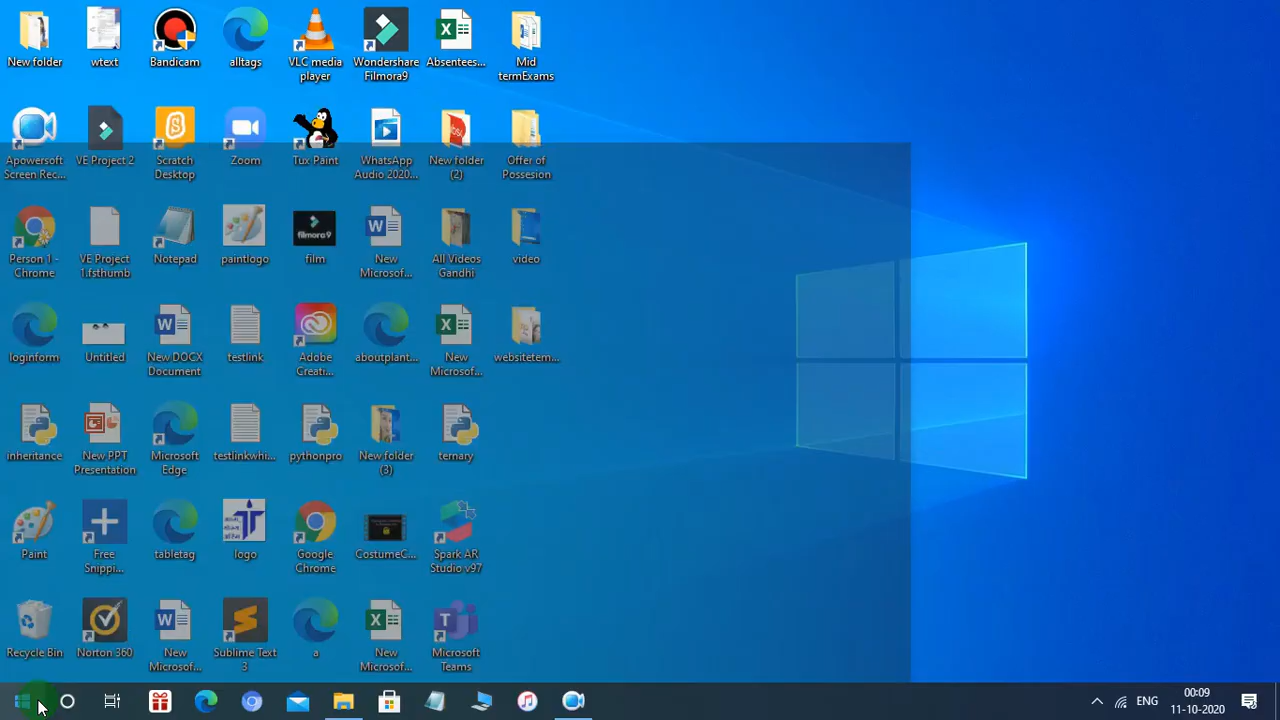 New folder
wtext
Bandicam
alltags
VLC media
player
Wondershare
Filmora9
Absentees...
Mid
termExams
Apowersoft
Screen Rec...
VE Project 2
Scratch
Desktop
Zoom
Tux Paint
WhatsApp
Audio 2020...
New folder
(2)
Offer of
Possesion
Person 1 -
Chrome
VE Project
1.fsthumb
Notepad
paintlogo
filmora9
film
New
Microsof...
All Videos
Gandhi
video
loginform
Untitled
New DOCX
Document
testlink
Adobe
Creati...
aboutplant...
New
Microsof...
websitetem...
inheritance
New PPT
Presentation
Microsoft
Edge
testlinkwhi...
pythonpro
New folder
(3)
ternary
Paint
Free
Snippi...
tabletag
logo
Google
Chrome
CostumeC...
Spark AR
Studio v97
Recycle Bin
Norton 360
New
Microsof...
Sublime Text
3
a
New
Microsof...
Microsoft
Teams
ENG
00:09
11-10-2020